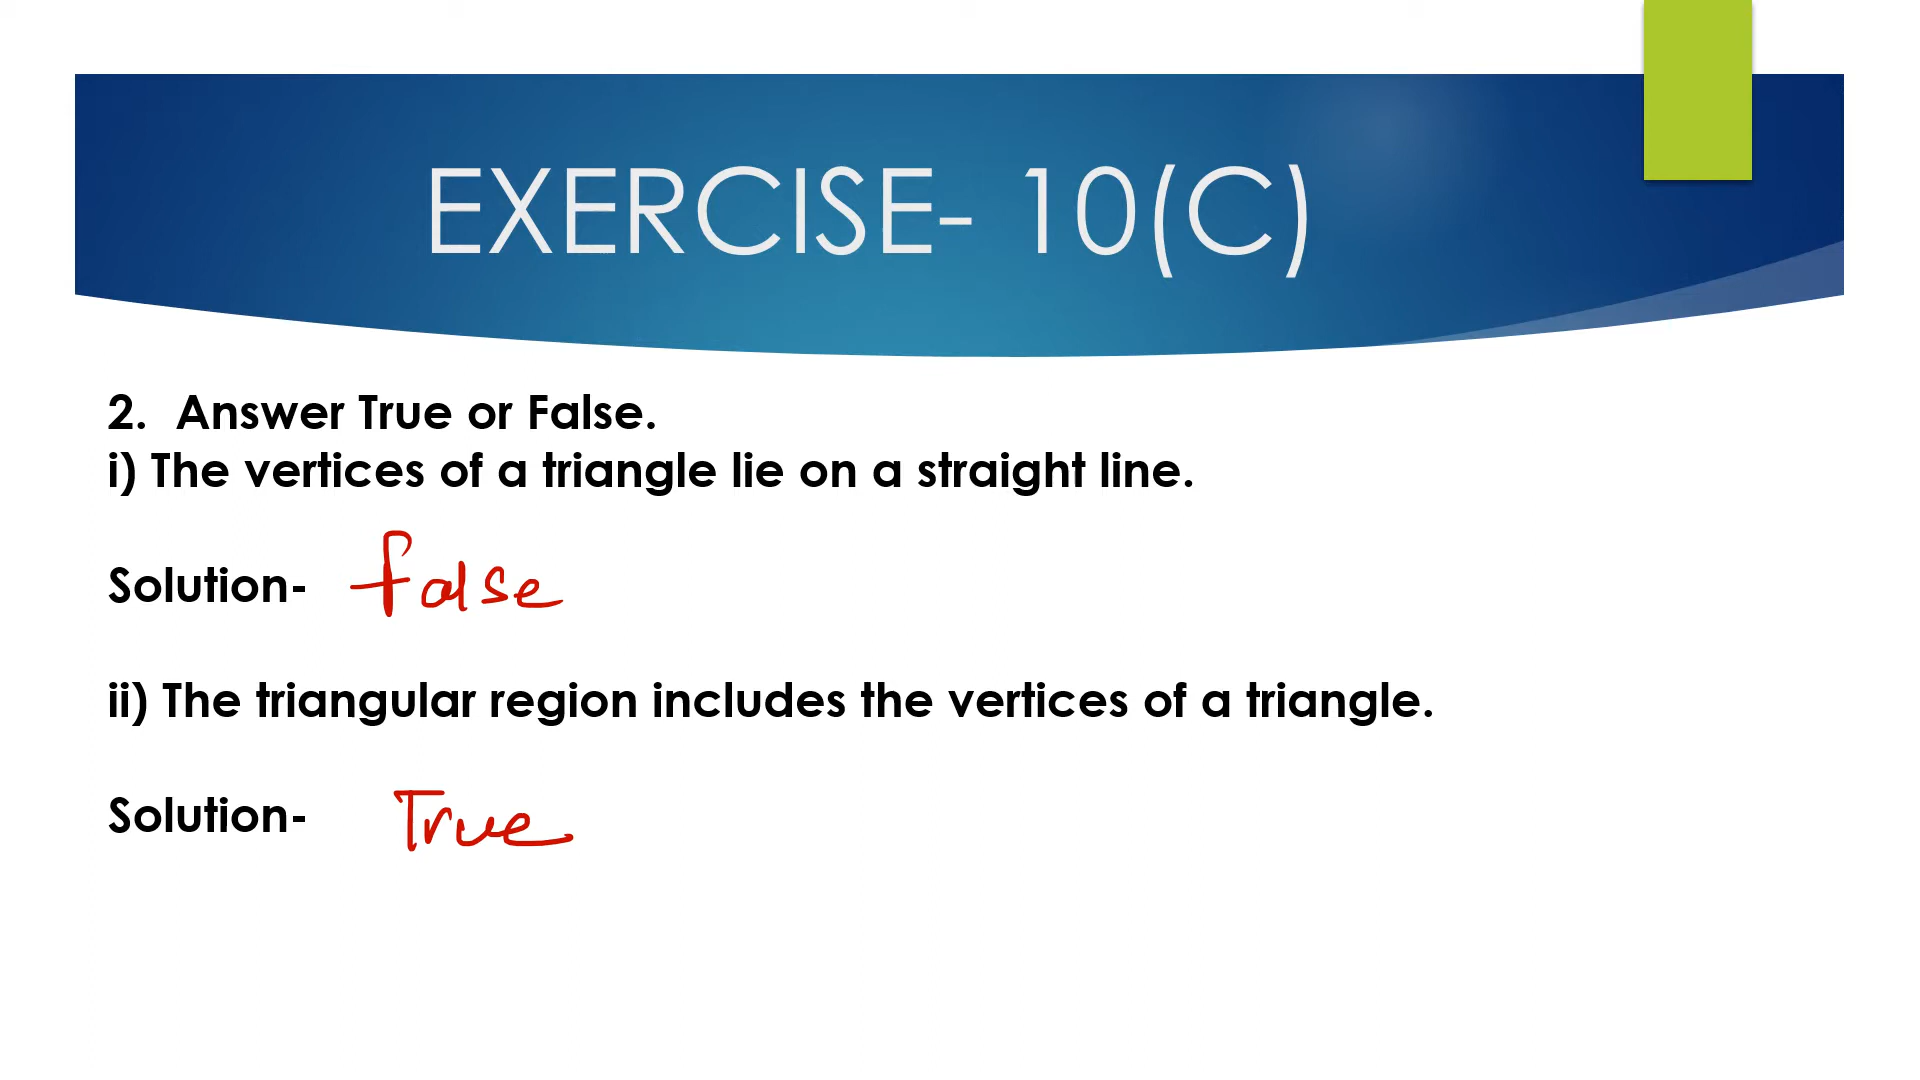 EXERCISE- 10(C)
2. Answer True or False.
i) The vertices of a triangle lie on a straight line.
Solution- false
ii) The triangular region includes the vertices of a triangle.
Solution- True